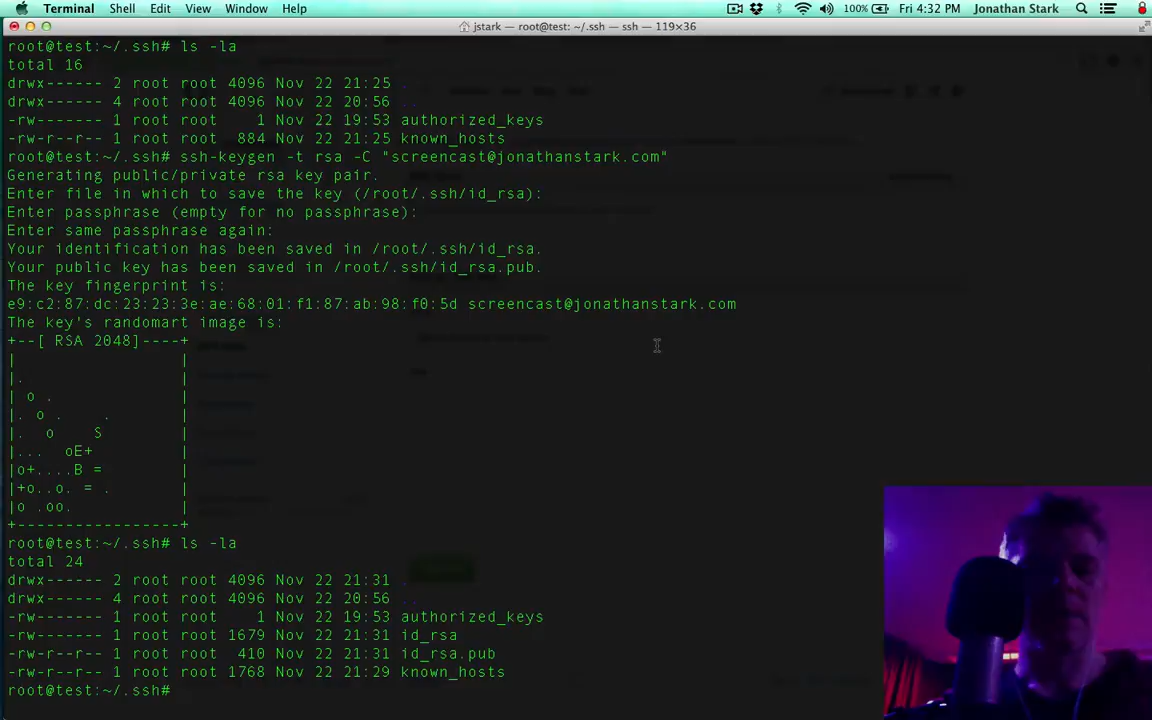 Terminal Shell Edit View Window Help 100% Fri 4:32 PM Jonathan Stark
jstark — root@test: ~/.ssh — ssh — 119×36
root@test:~/.ssh# ls -la
total 16
drwx------ 2 root root 4096 Nov 22 21:25 .
drwx------ 4 root root 4096 Nov 22 20:56 ..
-rw------- 1 root root    1 Nov 22 19:53 authorized_keys
-rw-r--r-- 1 root root  884 Nov 22 21:25 known_hosts
root@test:~/.ssh# ssh-keygen -t rsa -C "screencast@jonathanstark.com"
Generating public/private rsa key pair.
Enter file in which to save the key (/root/.ssh/id_rsa):
Enter passphrase (empty for no passphrase):
Enter same passphrase again:
Your identification has been saved in /root/.ssh/id_rsa.
Your public key has been saved in /root/.ssh/id_rsa.pub.
The key fingerprint is:
e9:c2:87:dc:23:23:3e:ae:68:01:f1:87:ab:98:f0:5d screencast@jonathanstark.com
The key's randomart image is:
+--[ RSA 2048]----+
|                 |
|.                |
| o .             |
|. o .    .       |
|.  o    S        |
|...  oE+         |
|o+....B =        |
|+o..o. = .       |
|o .oo.           |
+-----------------+
root@test:~/.ssh# ls -la
total 24
drwx------ 2 root root 4096 Nov 22 21:31 .
drwx------ 4 root root 4096 Nov 22 20:56 ..
-rw------- 1 root root    1 Nov 22 19:53 authorized_keys
-rw------- 1 root root 1679 Nov 22 21:31 id_rsa
-rw-r--r-- 1 root root  410 Nov 22 21:31 id_rsa.pub
-rw-r--r-- 1 root root 1768 Nov 22 21:29 known_hosts
root@test:~/.ssh#